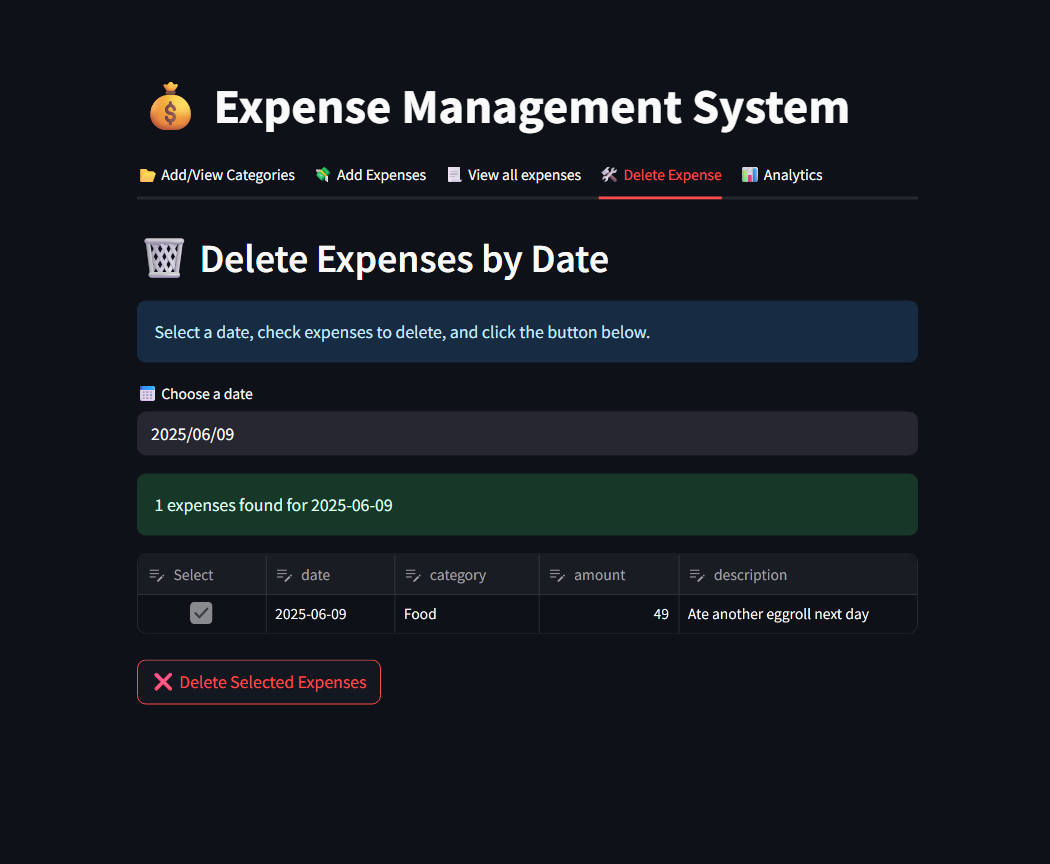 Expense Management System
Add/View Categories Add Expenses View all expenses Delete Expense Analytics
Delete Expenses by Date
Select a date, check expenses to delete, and click the button below.
Choose a date
2025/06/09
1 expenses found for 2025-06-09
Select date category amount description
2025-06-09 Food 49 Ate another eggroll next day
Delete Selected Expenses